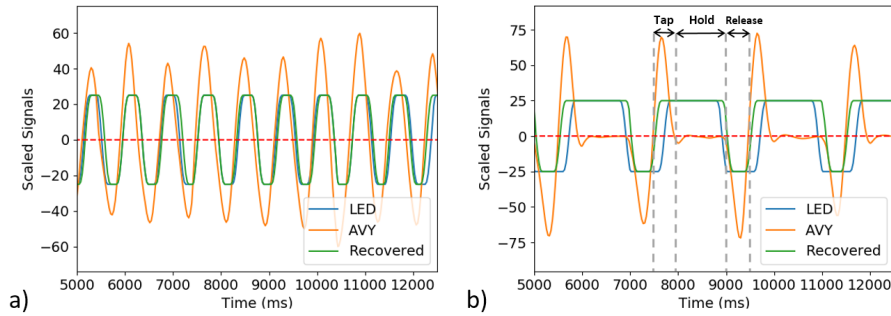 60
40
20
0
−20
−40
−60
Scaled Signals
5000 6000 7000 8000 9000 10000 11000 12000
Time (ms)
LED
AVY
Recovered
a)
Tap Hold Release
75
50
25
0
−25
−50
−75
Scaled Signals
5000 6000 7000 8000 9000 10000 11000 12000
Time (ms)
LED
AVY
Recovered
b)